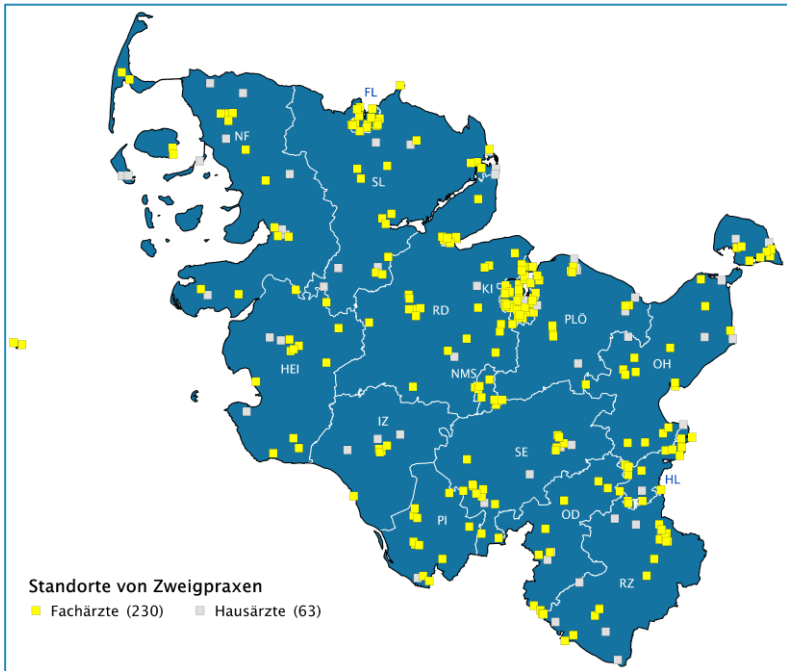 FL
NF
SL
KI
RD
PLÖ
OH
HEI
NMS
IZ
SE
HL
PI
OD
RZ
Standorte von Zweigpraxen
Fachärzte (230) Hausärzte (63)